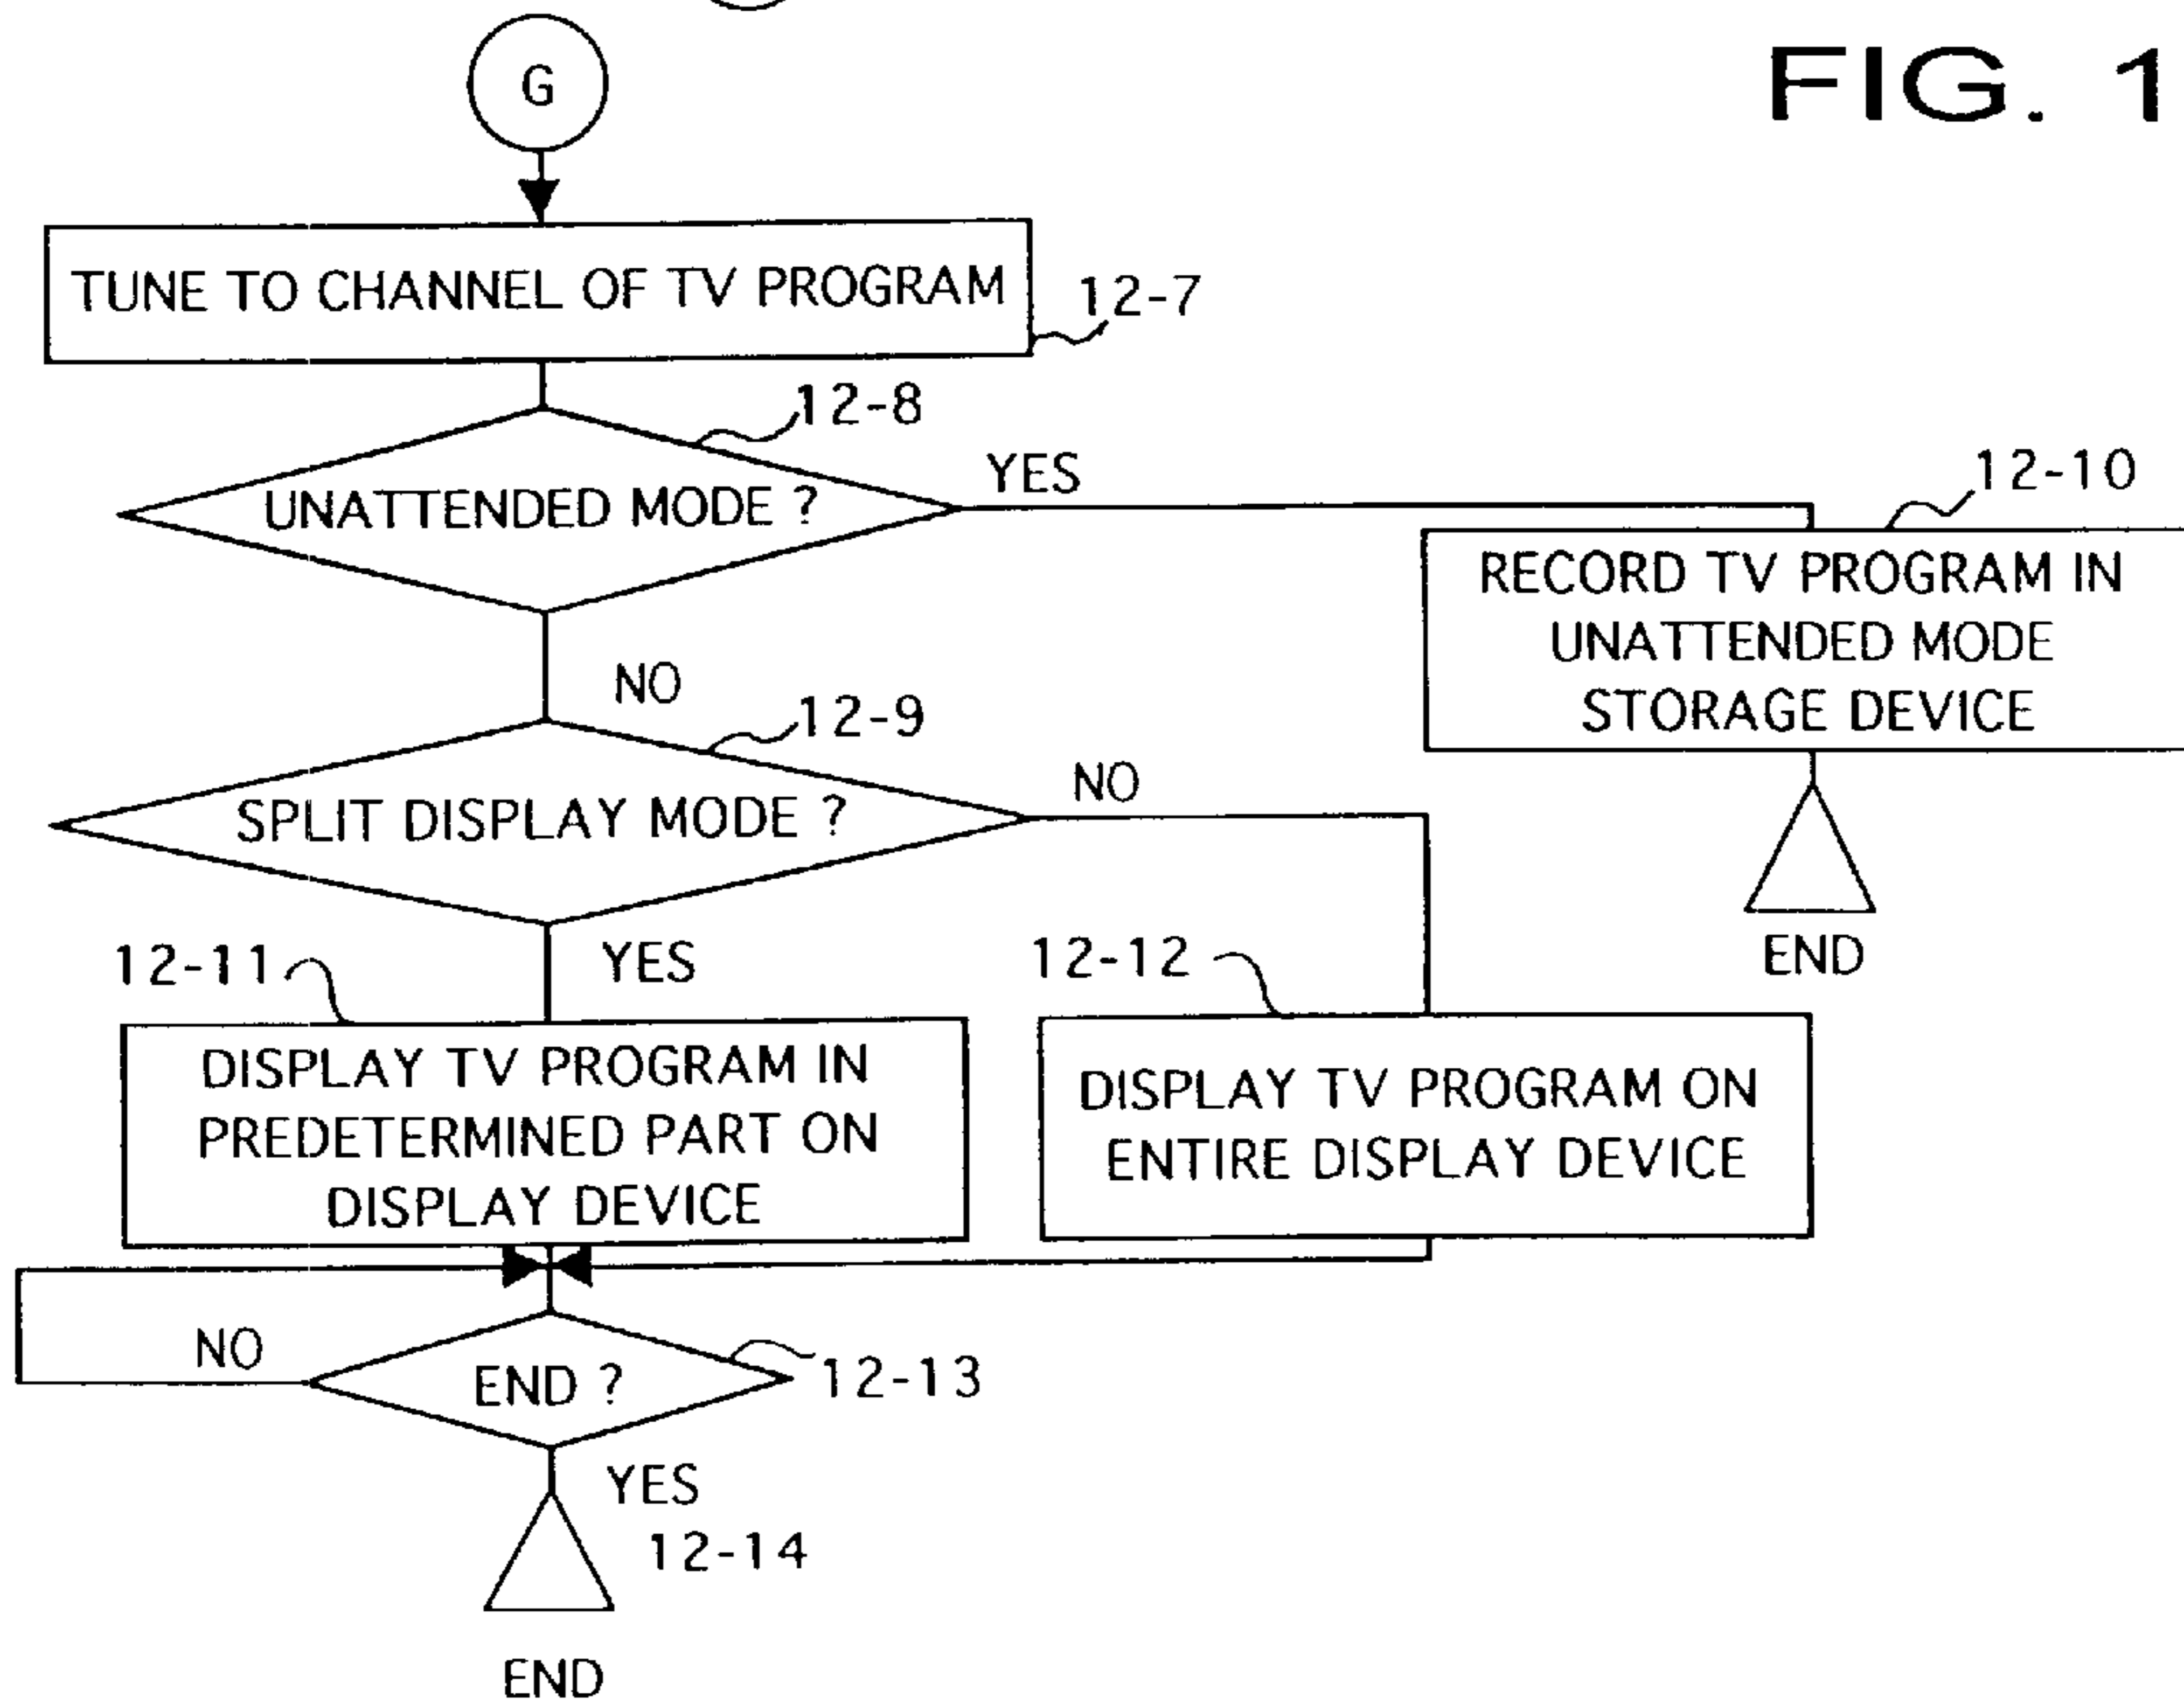 G
FIG. 1
TUNE TO CHANNEL OF TV PROGRAM
12-7
12-8
UNATTENDED MODE ?
YES
12-10
RECORD TV PROGRAM IN
UNATTENDED MODE
STORAGE DEVICE
END
NO
12-9
SPLIT DISPLAY MODE ?
NO
YES
12-11
12-12
DISPLAY TV PROGRAM IN
PREDETERMINED PART ON
DISPLAY DEVICE
DISPLAY TV PROGRAM ON
ENTIRE DISPLAY DEVICE
NO
END ?
12-13
YES
12-14
END